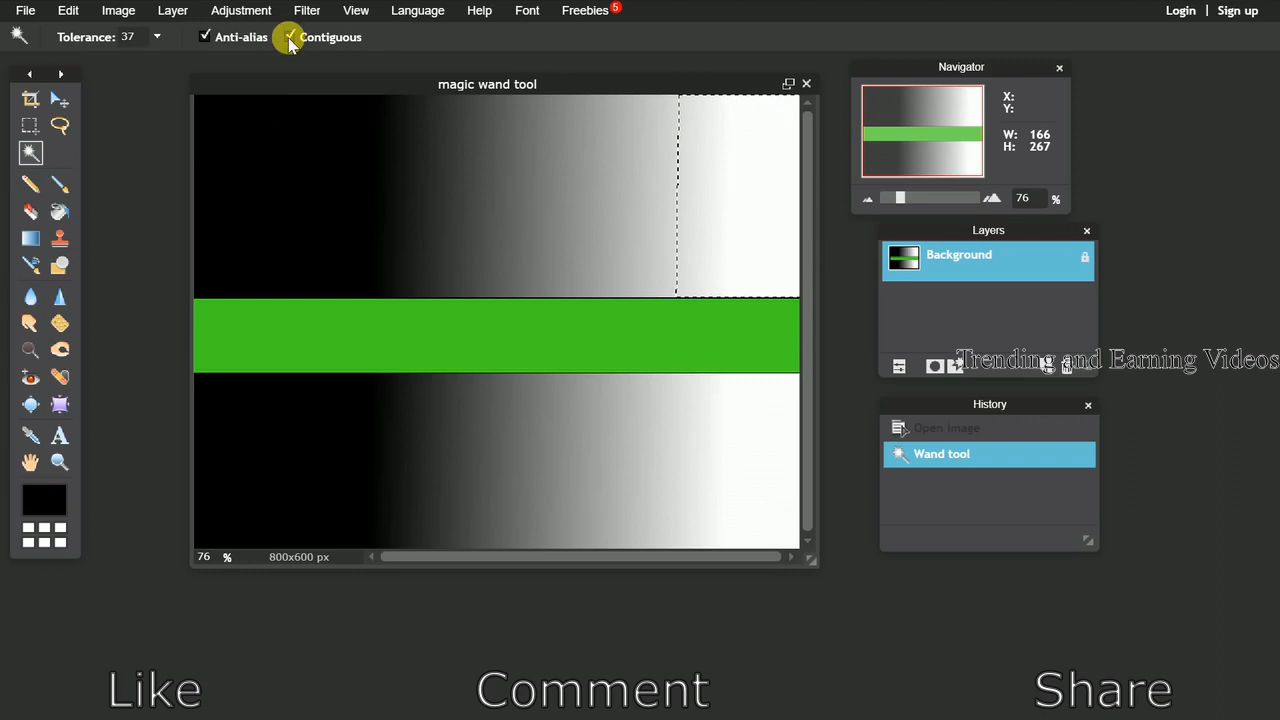 File Edit Image Layer Adjustment Filter View Language Help Font Freebies 5 Login | Sign up
Tolerance: 37 Anti-alias Contiguous
magic wand tool
Navigator
X:
Y:
W: 166
H: 267
76 %
Layers
Background
Trending and Earning Videos
History
Open image
Wand tool
A
76 % 800x600 px
Like Comment Share